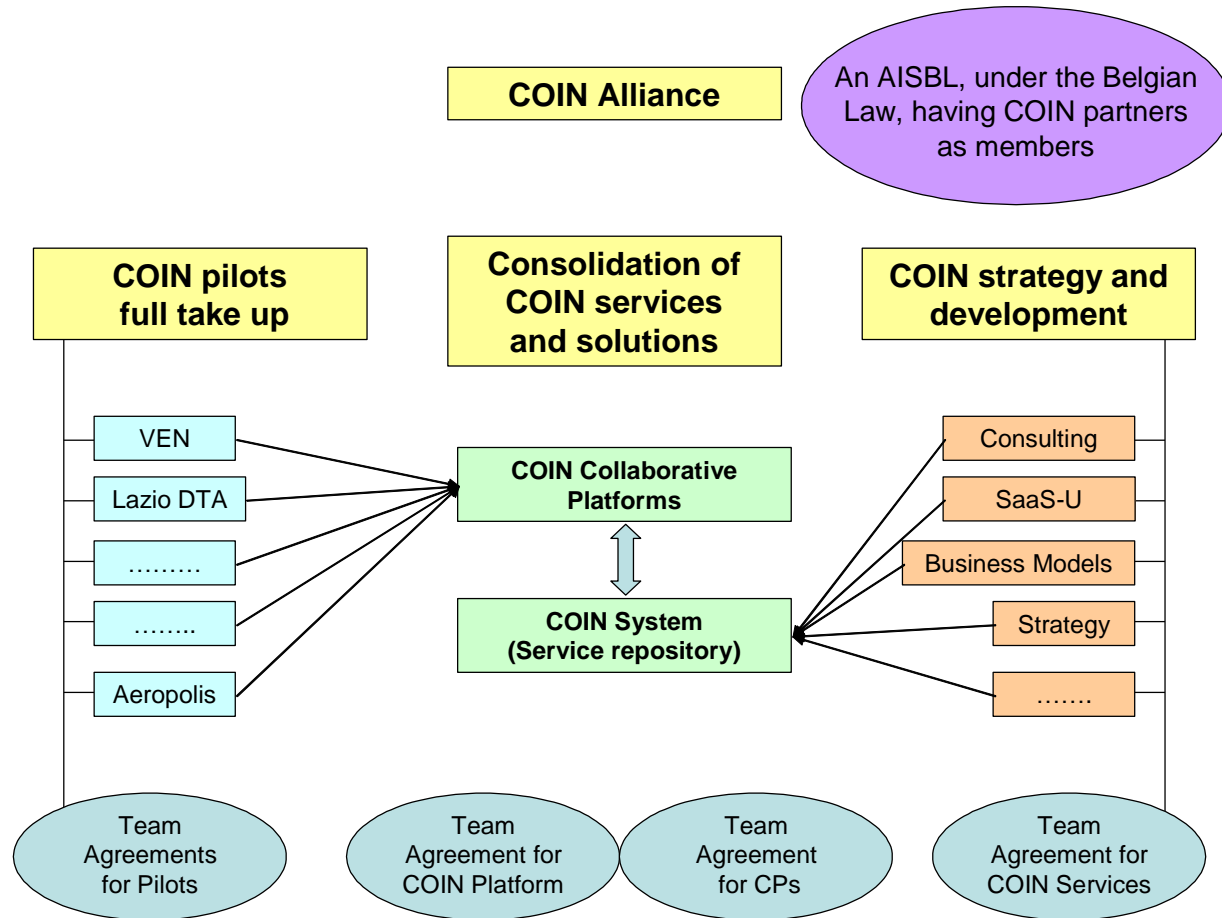 COIN Alliance
An AISBL, under the Belgian
Law, having COIN partners
as members
COIN pilots
full take up
Consolidation of
COIN services
and solutions
COIN strategy and
development
VEN
Lazio DTA
………
……..
Aeropolis
COIN Collaborative
Platforms
COIN System
(Service repository)
Consulting
SaaS-U
Business Models
Strategy
…….
Team
Agreements
for Pilots
Team
Agreement for
COIN Platform
Team
Agreement
for CPs
Team
Agreement for
COIN Services